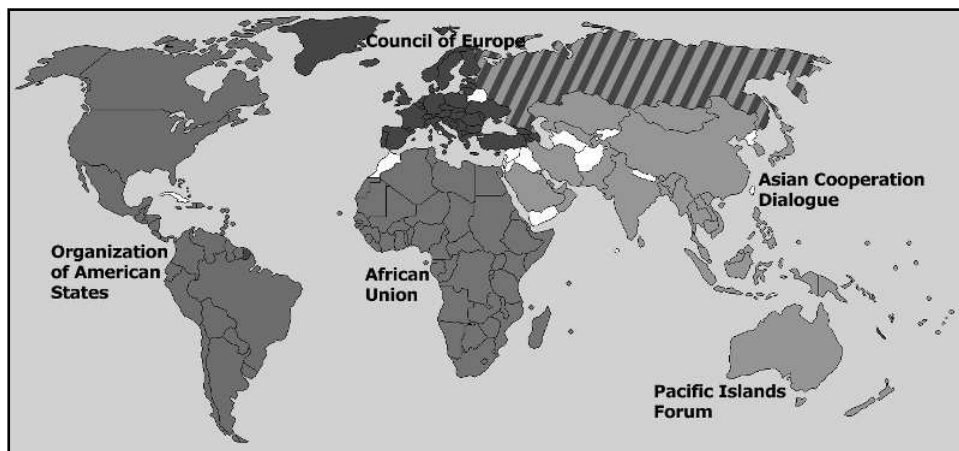 Council of Europe
Asian Cooperation
Dialogue
Organization
of American
States
African
Union
Pacific Islands
Forum